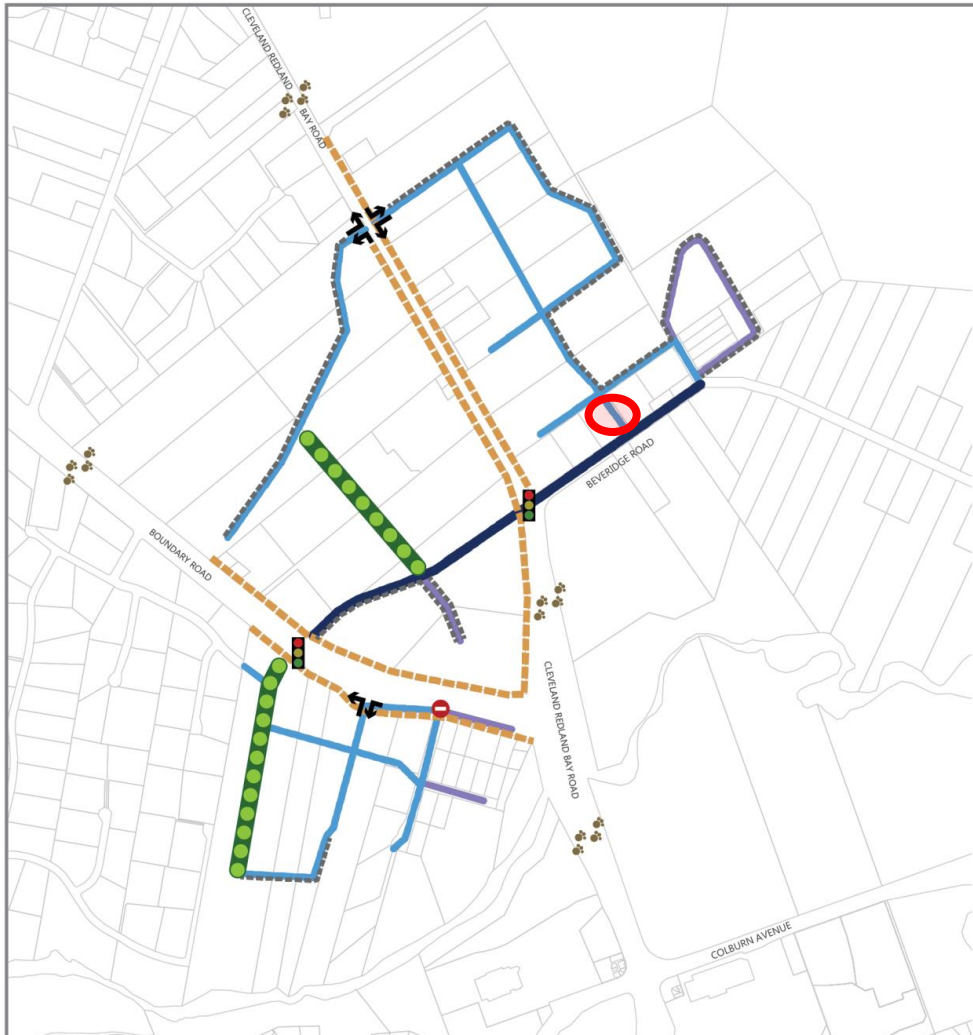 CLEVELAND REDLAND
BAY ROAD
BEVERIDGE ROAD
BOUNDARY ROAD
CLEVELAND REDLAND BAY ROAD
COLBURN AVENUE